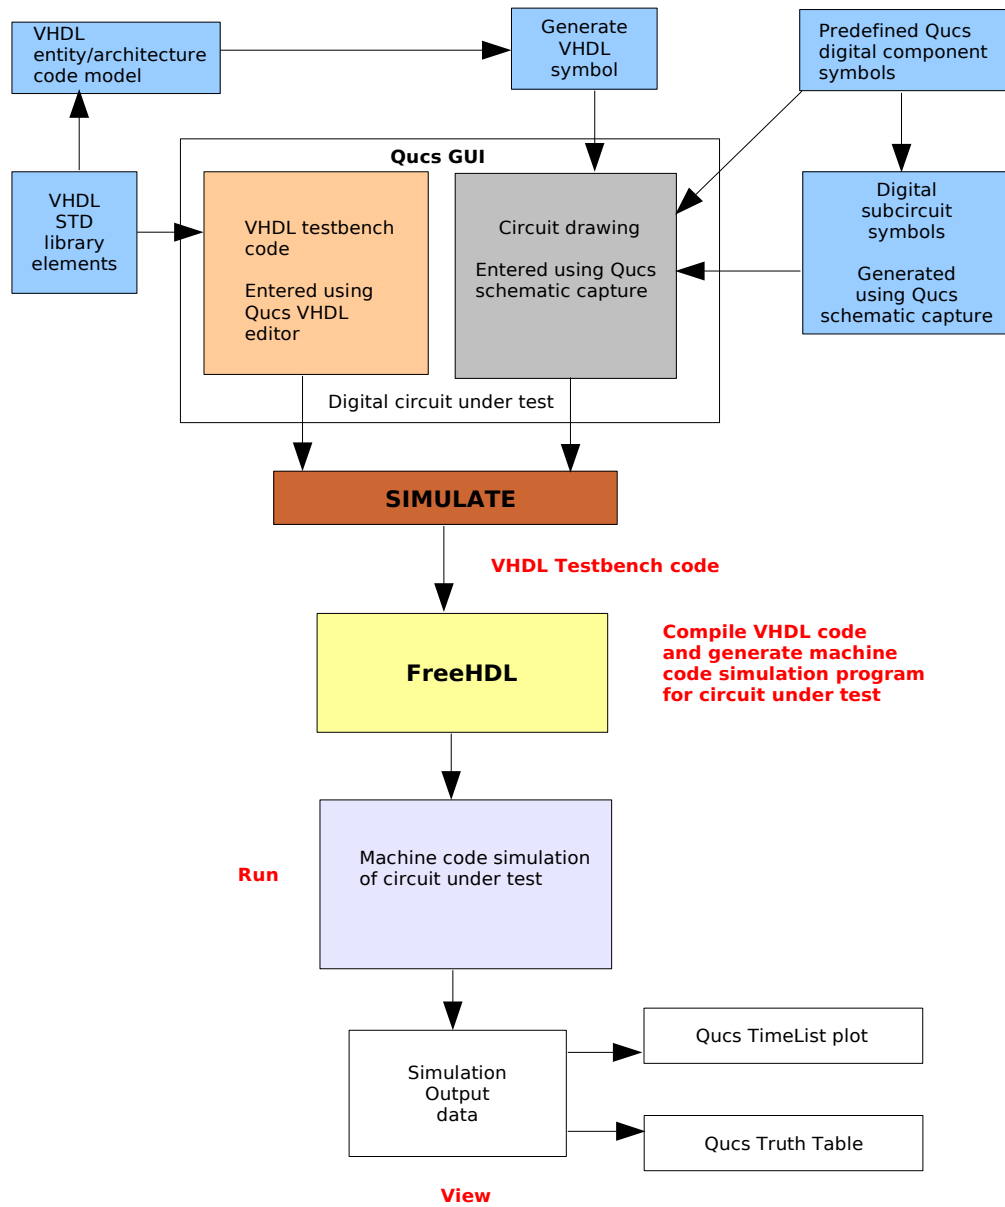 VHDL
entity/architecture
code model
Generate
VHDL
symbol
Predefined Qucs
digital component
symbols
Qucs GUI
VHDL
STD
library
elements
VHDL testbench
code
Entered using
Qucs VHDL
editor
Circuit drawing
Entered using Qucs
schematic capture
Digital
subcircuit
symbols
Generated
using Qucs
schematic capture
Digital circuit under test
SIMULATE
VHDL Testbench code
FreeHDL
Compile VHDL code
and generate machine
code simulation program
for circuit under test
Run
Machine code simulation
of circuit under test
Simulation
Output
data
Qucs TimeList plot
Qucs Truth Table
View